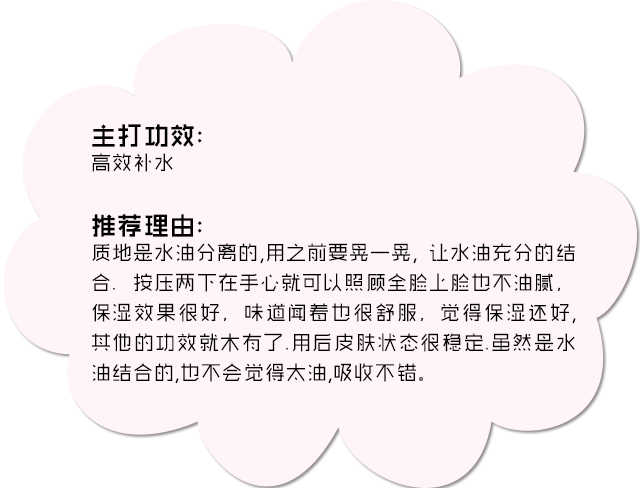 主打功效:
高效补水
推荐理由:
质地是水油分离的,用之前要晃一晃，让水油充分的结
合．按压两下在手心就可以照顾全脸上脸也不油腻，
保湿效果很好，味道闻着也很舒服，觉得保湿还好,
其他的功效就木有了.用后皮肤状态很稳定.虽然是水
油结合的,也不会觉得太油,吸收不错。